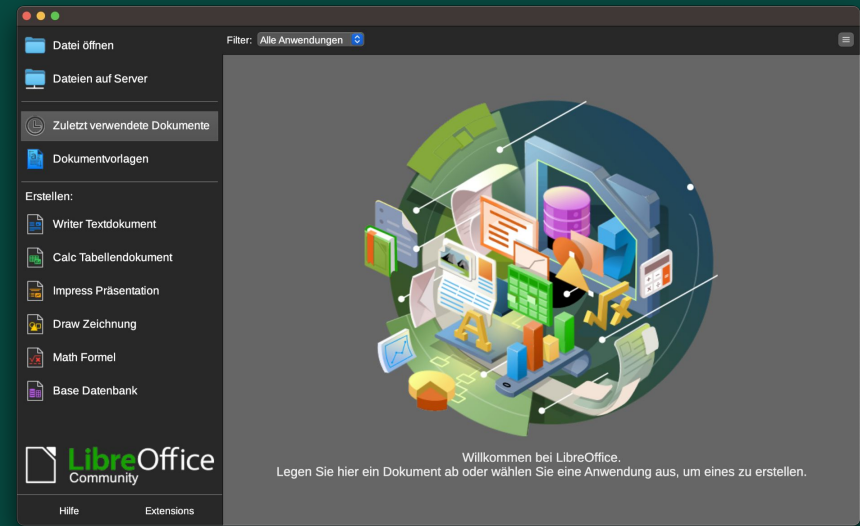 Datei öffnen
Dateien auf Server
Zuletzt verwendete Dokumente
Dokumentvorlagen
Erstellen:
Writer Textdokument
Calc Tabellendokument
Impress Präsentation
Draw Zeichnung
Math Formel
Base Datenbank
LibreOffice
Community
Hilfe Extensions
Filter: Alle Anwendungen
A
Willkommen bei LibreOffice.
Legen Sie hier ein Dokument ab oder wählen Sie eine Anwendung aus, um eines zu erstellen.